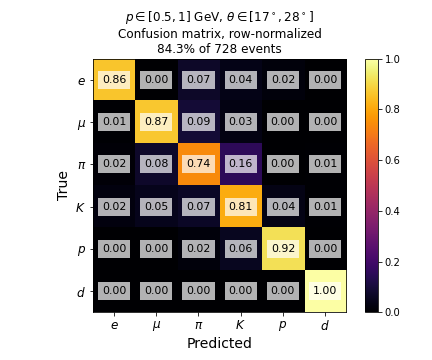 p ∈ [0.5, 1] GeV, θ ∈ [17°, 28°]
Confusion matrix, row-normalized
84.3% of 728 events
e 0.86 0.00 0.07 0.04 0.02 0.00
μ 0.01 0.87 0.09 0.03 0.00 0.00
π 0.02 0.08 0.74 0.16 0.00 0.01
K 0.02 0.05 0.07 0.81 0.04 0.01
p 0.00 0.00 0.02 0.06 0.92 0.00
d 0.00 0.00 0.00 0.00 0.00 1.00
e μ π K p d
Predicted
True
1.0
0.8
0.6
0.4
0.2
0.0